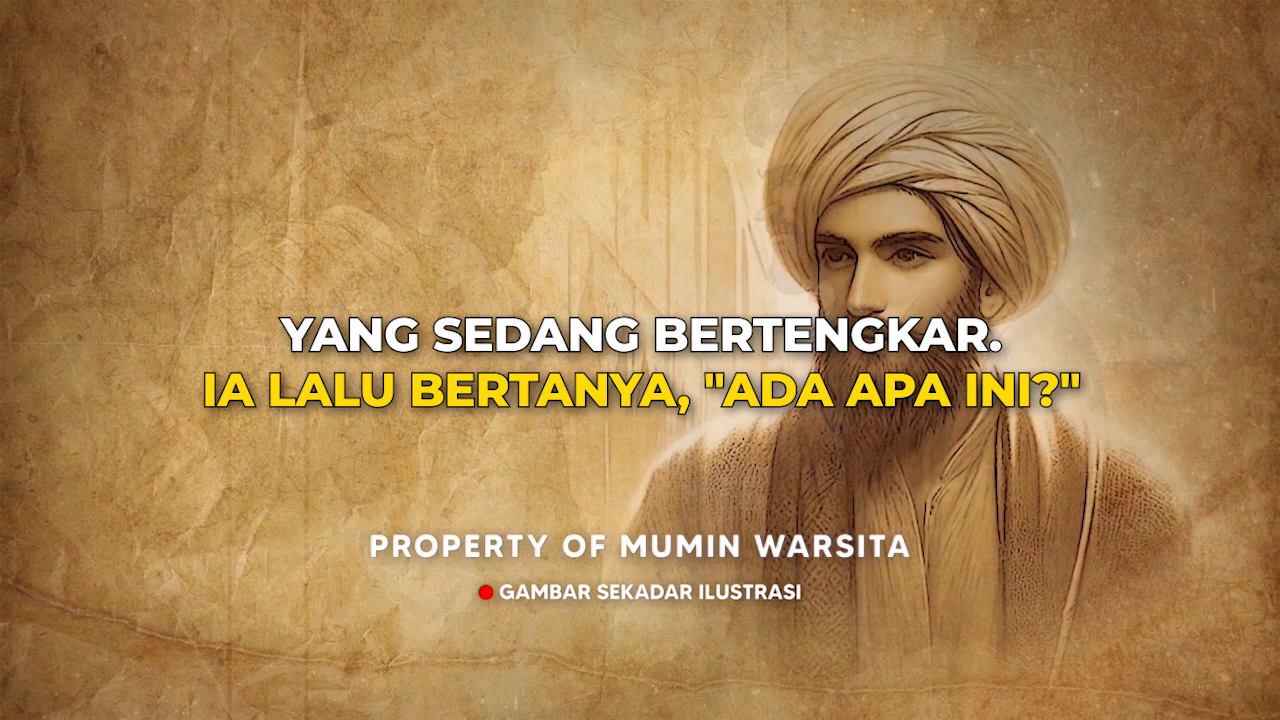 YANG SEDANG BERTENGKAR.
IA LALU BERTANYA, "ADA APA INI?"
PROPERTY OF MUMIN WARSITA
GAMBAR SEKADAR ILUSTRASI